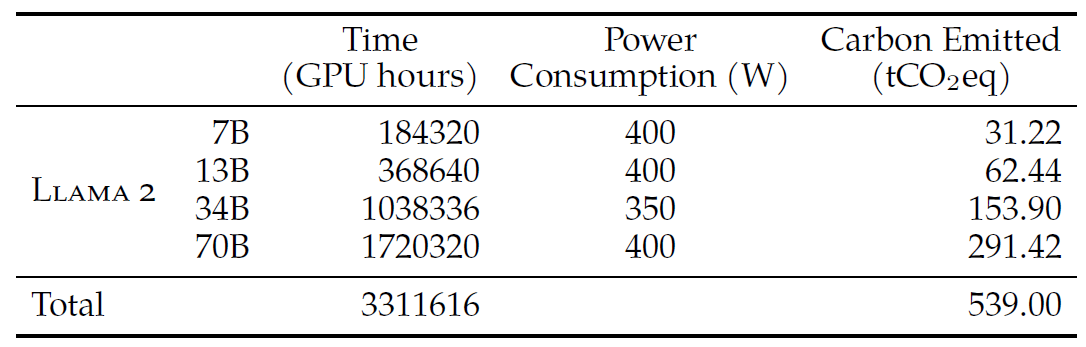 Time Power Carbon Emitted
(GPU hours) Consumption (W) (tCO₂eq)
7B 184320 400 31.22
13B 368640 400 62.44
LLAMA 2
34B 1038336 350 153.90
70B 1720320 400 291.42
Total 3311616 539.00